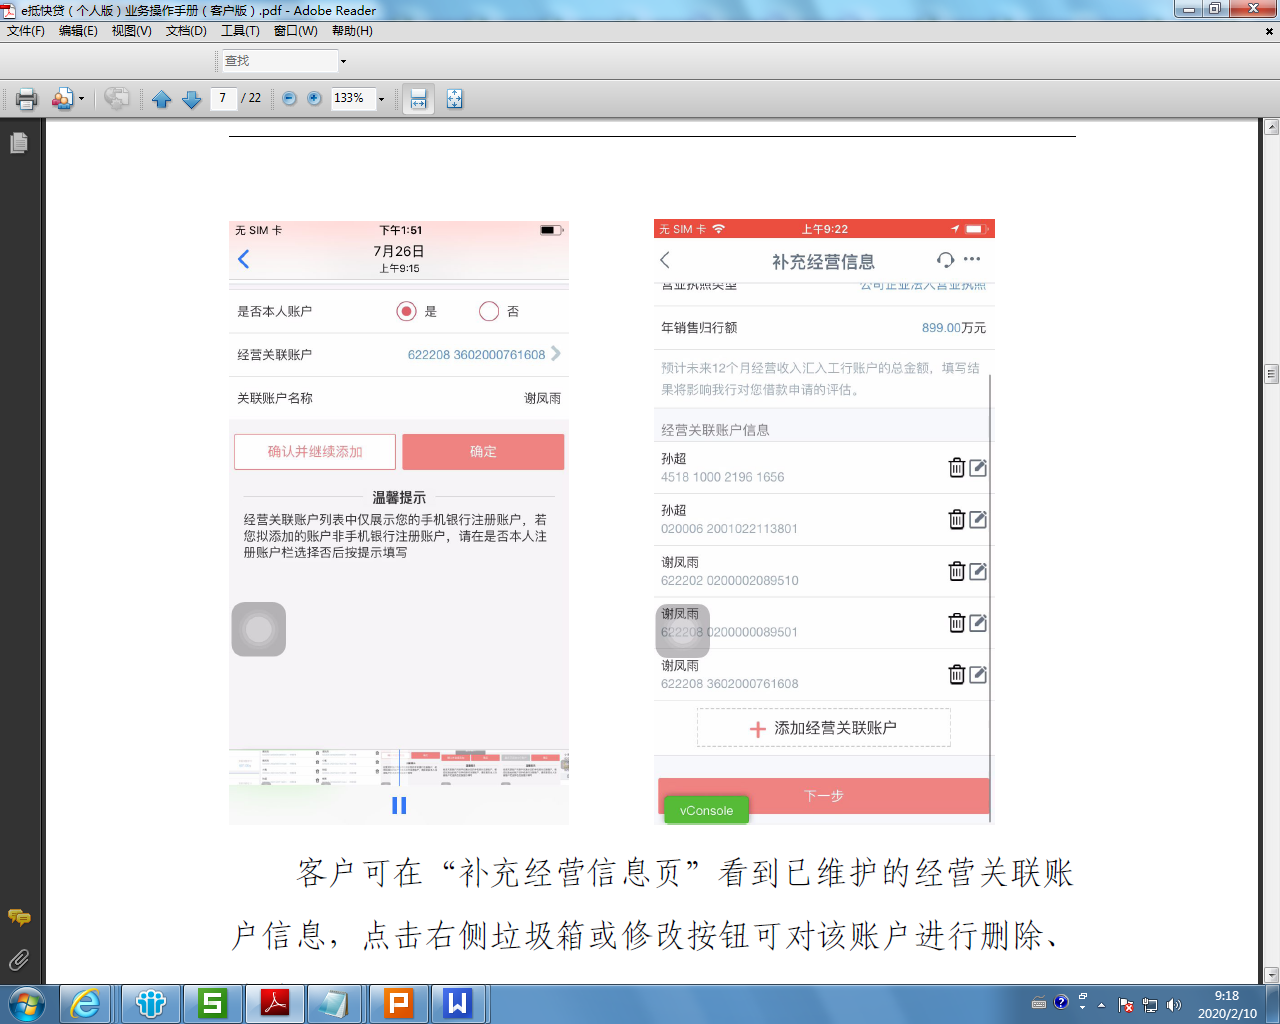 e抵快贷（个人版）业务操作手册（客户版）.pdf - Adobe Reader
文件(F) 编辑(E) 视图(V) 文档(D) 工具(T) 窗口(W) 帮助(H)
查找
7 / 22 133%
无 SIM 卡 下午1:51
7月26日
上午9:15
是否本人账户 是 否
经营关联账户 622208 3602000761608
关联账户名称 谢凤雨
确认并继续添加 确定
温馨提示
经营关联账户列表中仅展示您的手机银行注册账户，若
您拟添加的账户非手机银行注册账户，请在是否本人注
册账户栏选择否后按提示填写
无 SIM 卡 上午9:22
补充经营信息
营业执照类型 公司企业法人营业执照
年销售归行额 899.00万元
预计未来12个月经营收入汇入工行账户的总金额，填写结
果将影响我行对您借款申请的评估。
经营关联账户信息
孙超
4518 1000 2196 1656
孙超
020006 2001022113801
谢凤雨
622202 0200002089510
谢凤雨
622208 0200000089501
谢凤雨
622208 3602000761608
添加经营关联账户
下一步
vConsole
客户可在“补充经营信息页”看到已维护的经营关联账
户信息，点击右侧垃圾箱或修改按钮可对该账户进行删除、
9:18
2020/2/10